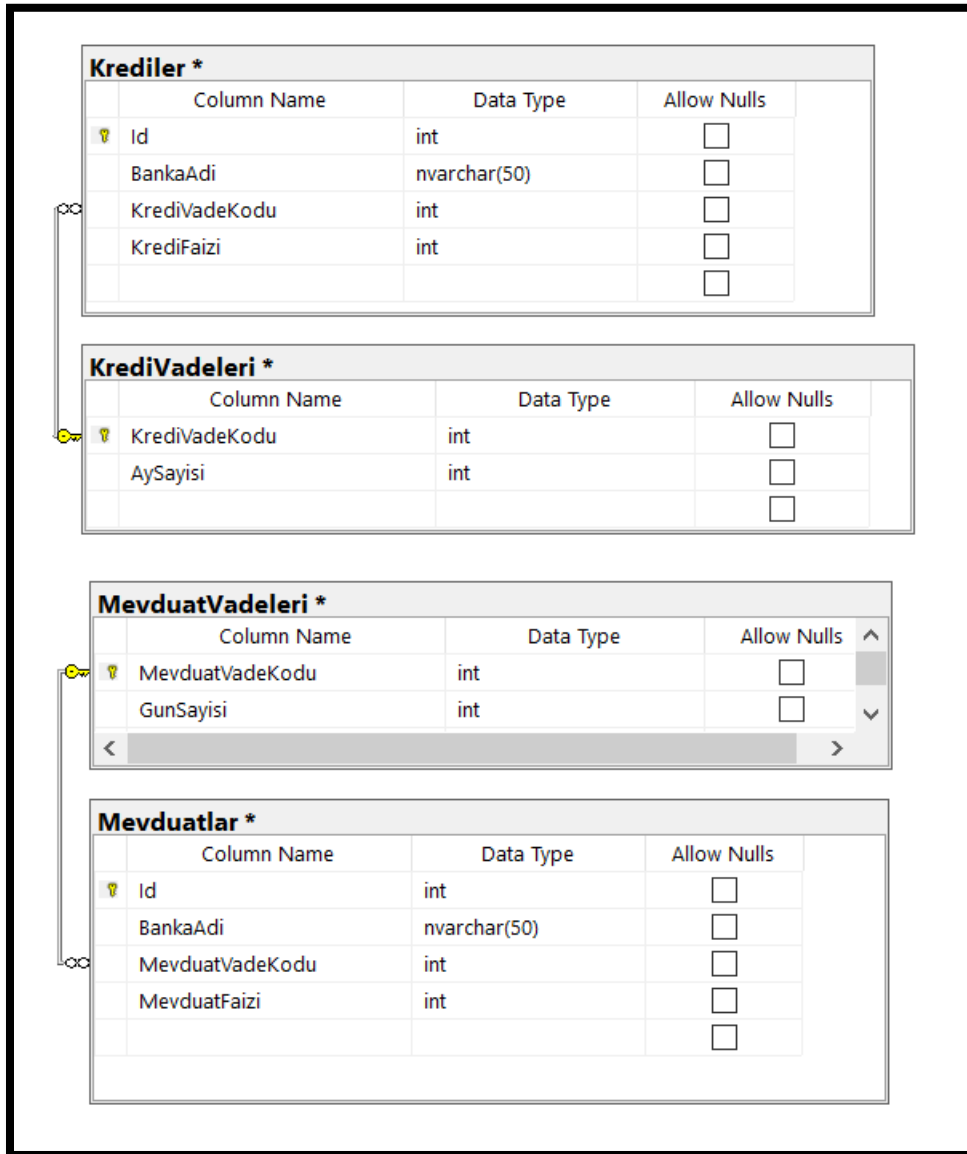 Krediler *
Column Name Data Type Allow Nulls
Id int
BankaAdi nvarchar(50)
KrediVadeKodu int
KrediFaizi int
KrediVadeleri *
Column Name Data Type Allow Nulls
KrediVadeKodu int
AySayisi int
MevduatVadeleri *
Column Name Data Type Allow Nulls
MevduatVadeKodu int
GunSayisi int
Mevduatlar *
Column Name Data Type Allow Nulls
Id int
BankaAdi nvarchar(50)
MevduatVadeKodu int
MevduatFaizi int